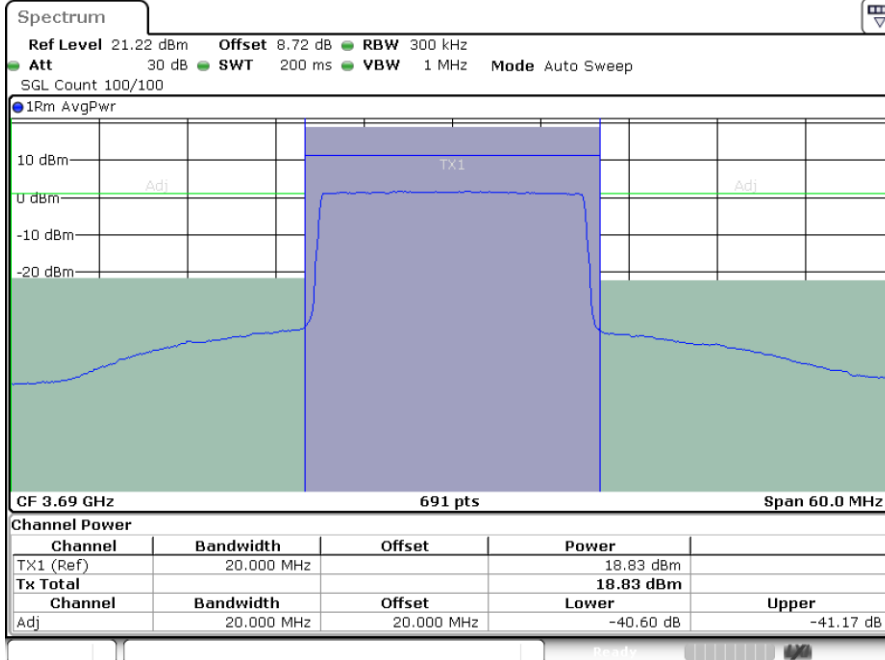 Spectrum
Ref Level 21.22 dBm Offset 8.72 dB RBW 300 kHz
Att 30 dB SWT 200 ms VBW 1 MHz Mode Auto Sweep
SGL Count 100/100
1Rm AvgPwr
10 dBm
TX1
Adj Adj
0 dBm
-10 dBm
-20 dBm
CF 3.69 GHz 691 pts Span 60.0 MHz
Channel Power
Channel Bandwidth Offset Power
TX1 (Ref) 20.000 MHz 18.83 dBm
Tx Total 18.83 dBm
Channel Bandwidth Offset Lower Upper
Adj 20.000 MHz 20.000 MHz -40.60 dB -41.17 dB
Ready